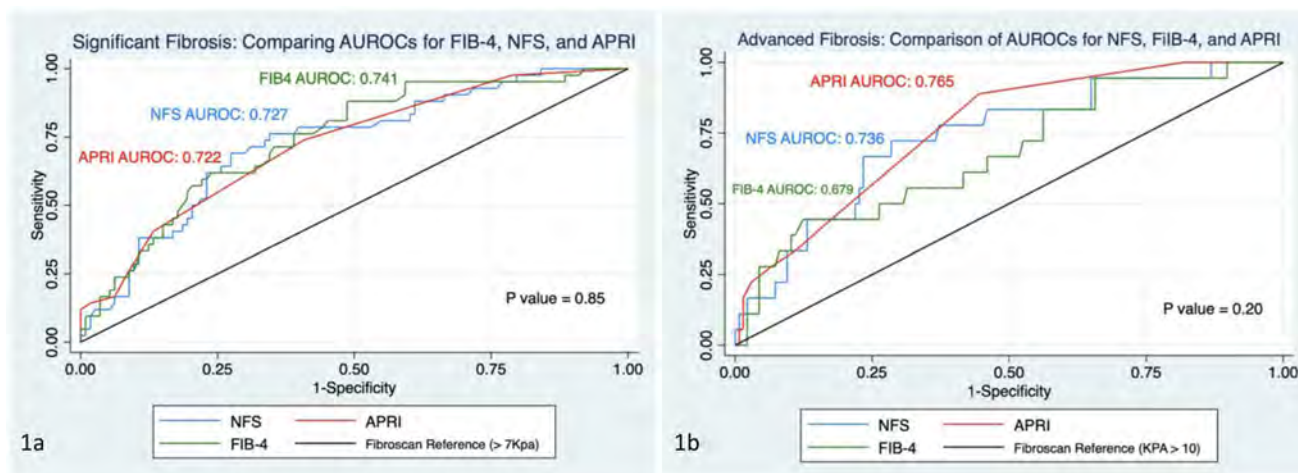 Significant Fibrosis: Comparing AUROCs for FIB-4, NFS, and APRI
FIB4 AUROC: 0.741
NFS AUROC: 0.727
APRI AUROC: 0.722
P value = 0.85
Sensitivity
1.00
0.75
0.50
0.25
0.00
0.00 0.25 0.50 0.75 1.00
1-Specificity
NFS APRI
FIB-4 Fibroscan Reference (> 7Kpa)
1a
Advanced Fibrosis: Comparison of AUROCs for NFS, FiIB-4, and APRI
APRI AUROC: 0.765
NFS AUROC: 0.736
FIB-4 AUROC: 0.679
P value = 0.20
Sensitivity
1.00
0.75
0.50
0.25
0.00
0.00 0.25 0.50 0.75 1.00
1-Specificity
NFS APRI
FIB-4 Fibroscan Reference (KPA > 10)
1b